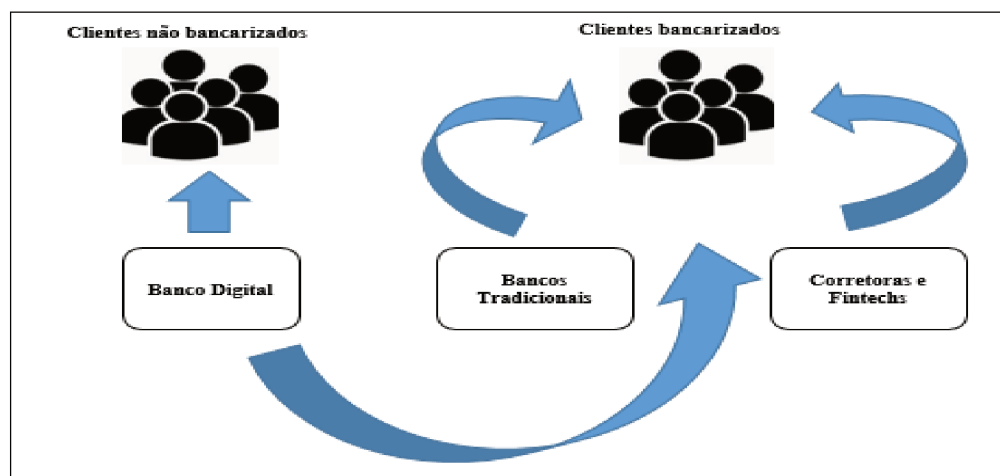 Clientes não bancarizados
Clientes bancarizados
Banco Digital
Bancos
Tradicionais
Corretoras e
Fintechs